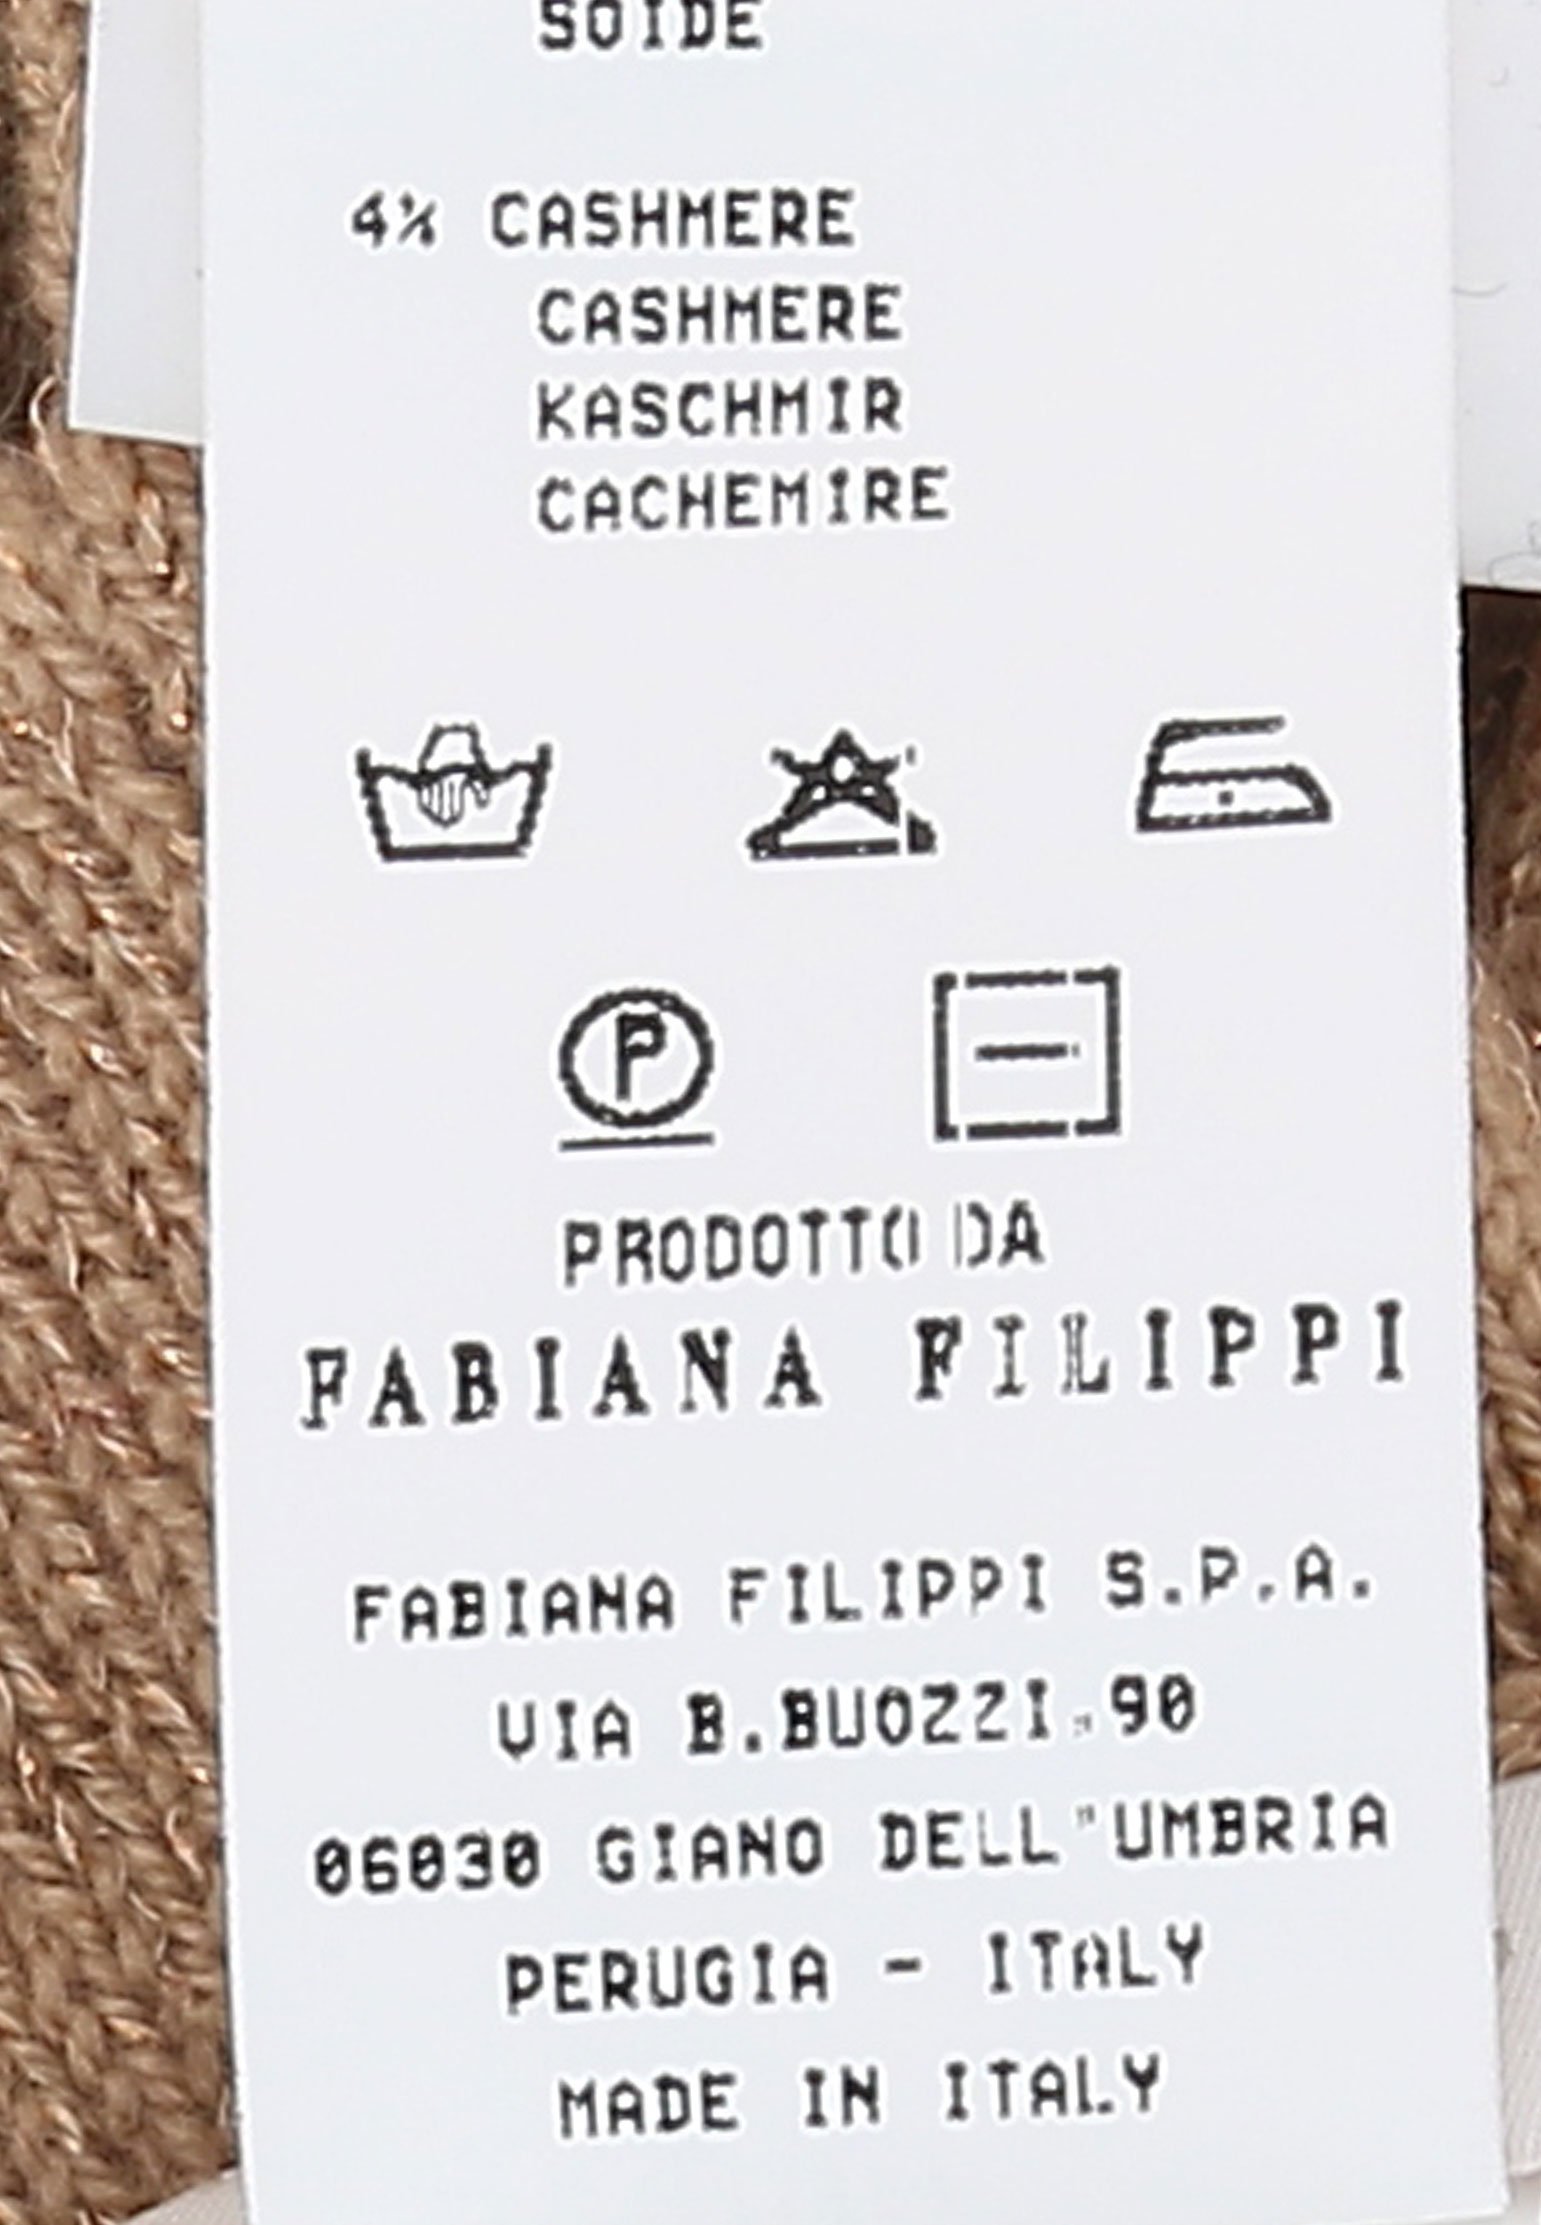 SOIDE
4% CASHMERE
CASHMERE
KASCHMIR
CACHEMIRE
P
PRODOTTO DA
FABIANA FILIPPI
FABIANA FILIPPI S.P.A.
VIA B.BUOZZI,90
06030 GIANO DELL"UMBRIA
PERUGIA - ITALY
MADE IN ITALY